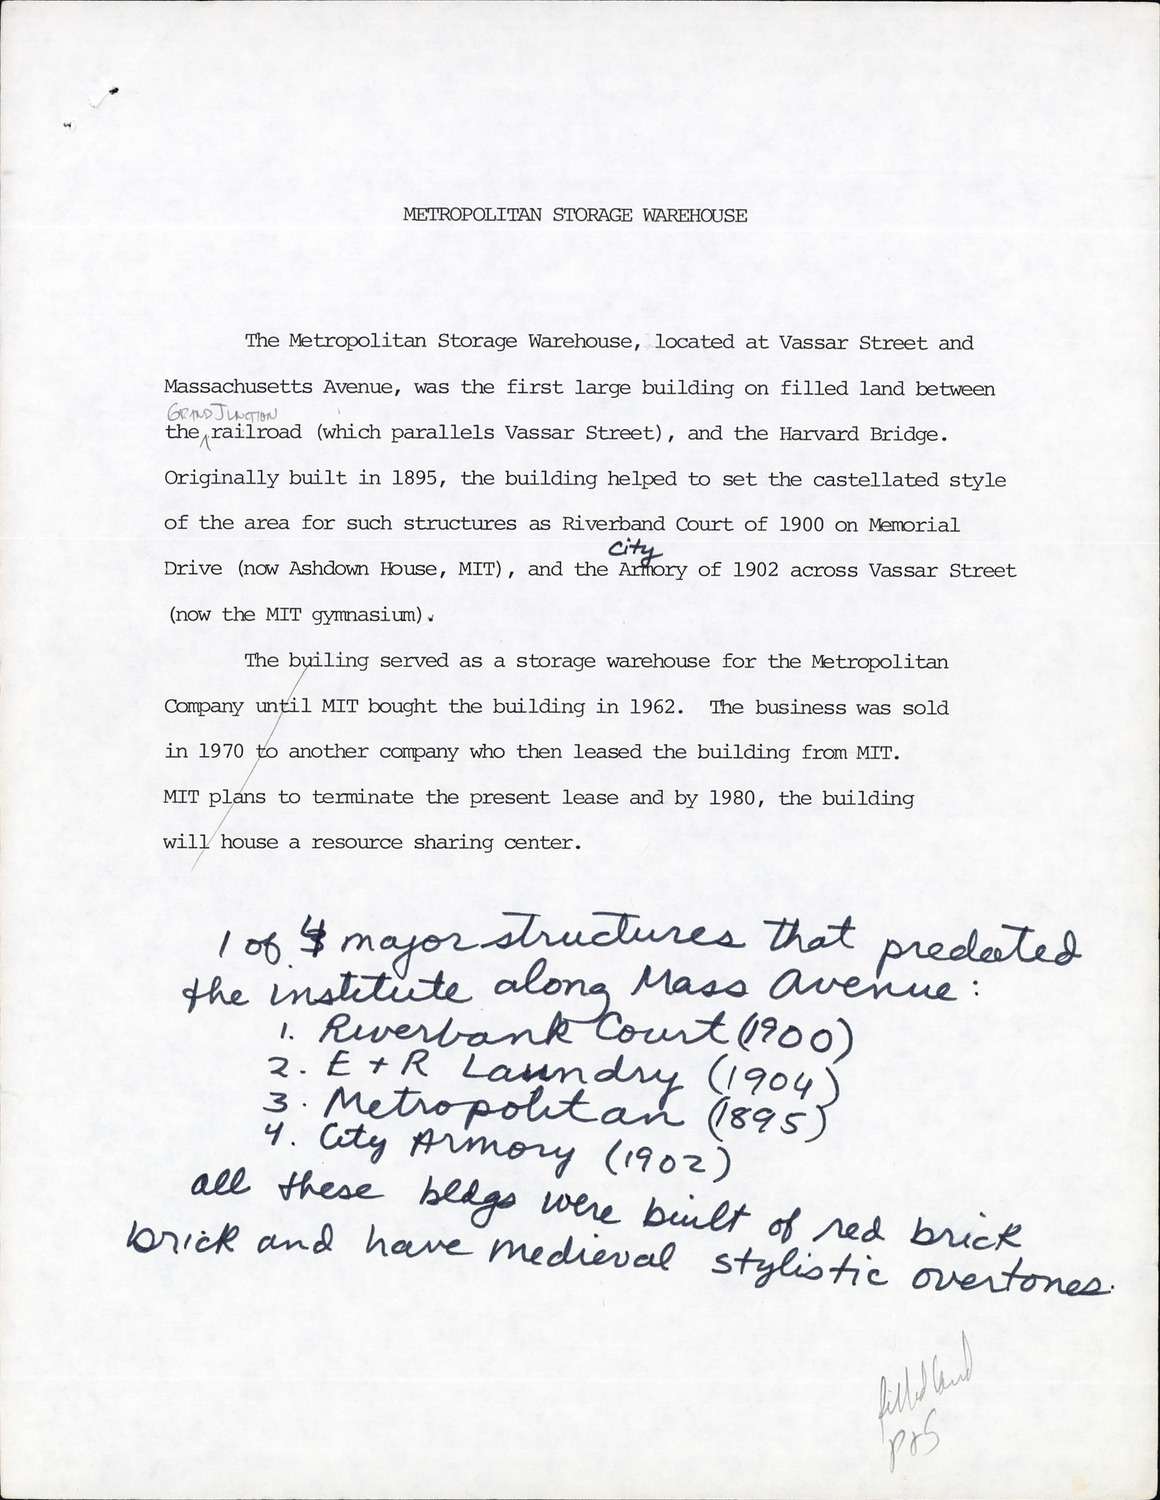 METROPOLITAN STORAGE WAREHOUSE
The Metropolitan Storage Warehouse, located at Vassar Street and
Massachusetts Avenue, was the first large building on filled land between
GRAND JUNCTION
the railroad (which parallels Vassar Street), and the Harvard Bridge.
Originally built in 1895, the building helped to set the castellated style
of the area for such structures as Riverband Court of 1900 on Memorial
City
Drive (now Ashdown House, MIT), and the Armory of 1902 across Vassar Street
(now the MIT gymnasium).
The builing served as a storage warehouse for the Metropolitan
Company until MIT bought the building in 1962. The business was sold
in 1970 to another company who then leased the building from MIT.
MIT plans to terminate the present lease and by 1980, the building
will house a resource sharing center.
1 of 4 major structures that predated
the institute along Mass Avenue:
1. Riverbank Court (1900)
2. E + R Laundry (1904)
3. Metropolitan (1895)
4. City Armory (1902)
all these bldgs were built of red brick
brick and have medieval stylistic overtones.
filled land